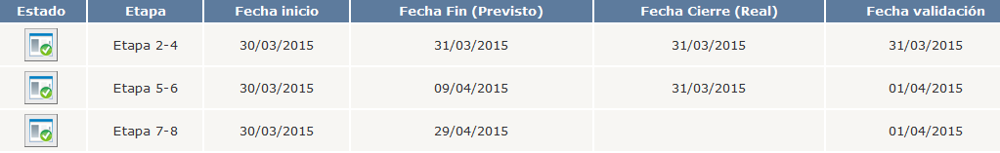 Estado Etapa Fecha inicio Fecha Fin (Previsto) Fecha Cierre (Real) Fecha validación
Etapa 2-4 30/03/2015 31/03/2015 31/03/2015 31/03/2015
Etapa 5-6 30/03/2015 09/04/2015 31/03/2015 01/04/2015
Etapa 7-8 30/03/2015 29/04/2015 01/04/2015